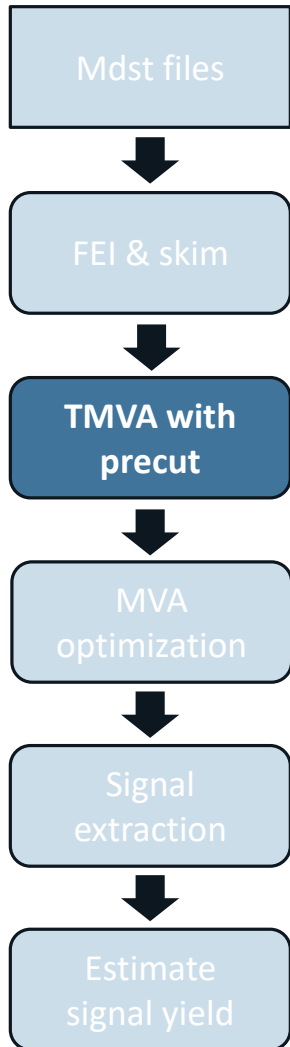 Mdst files
FEI & skim
TMVA with
precut
MVA
optimization
Signal
extraction
Estimate
signal yield